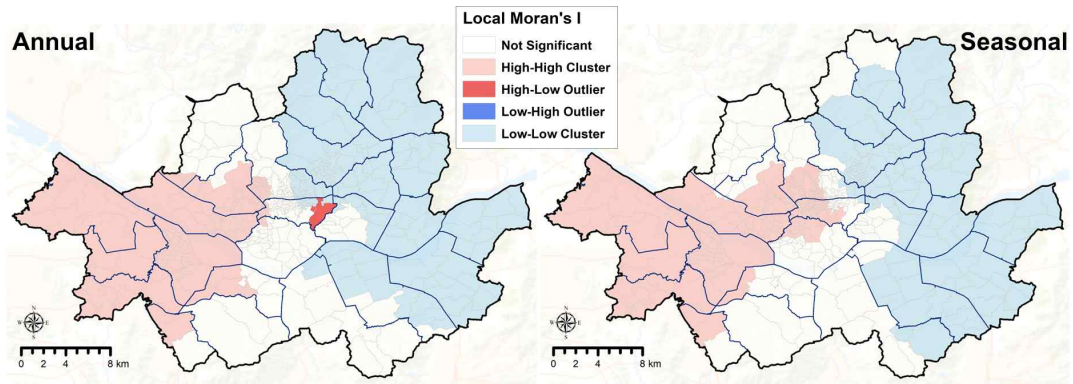 Annual
Local Moran's I
Not Significant
High-High Cluster
High-Low Outlier
Low-High Outlier
Low-Low Cluster
Seasonal
N
W E
S
0 2 4 8 km
N
W E
S
0 2 4 8 km